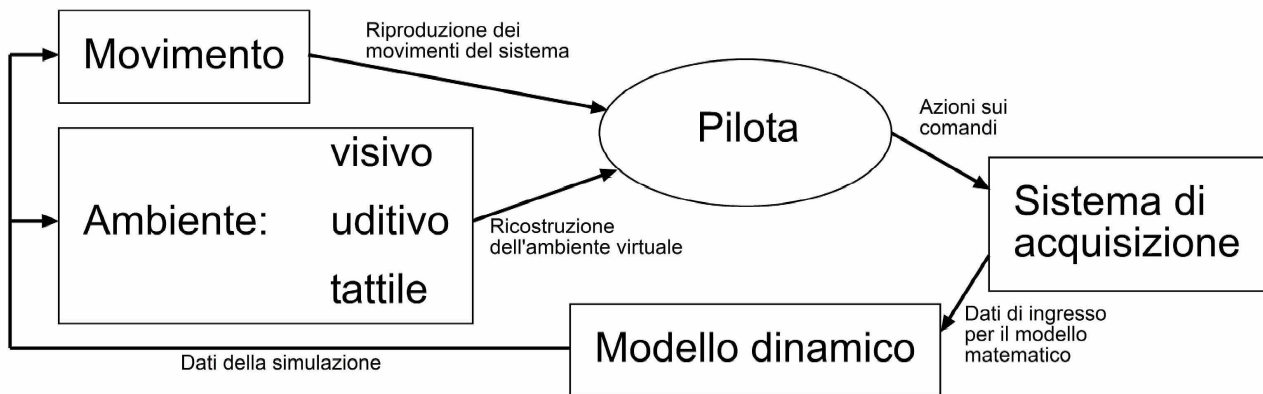 Movimento
Riproduzione dei
movimenti del sistema
Pilota
Azioni sui
comandi
Ambiente:
visivo
uditivo
tattile
Ricostruzione
dell'ambiente virtuale
Sistema di
acquisizione
Dati di ingresso
per il modello
matematico
Modello dinamico
Dati della simulazione